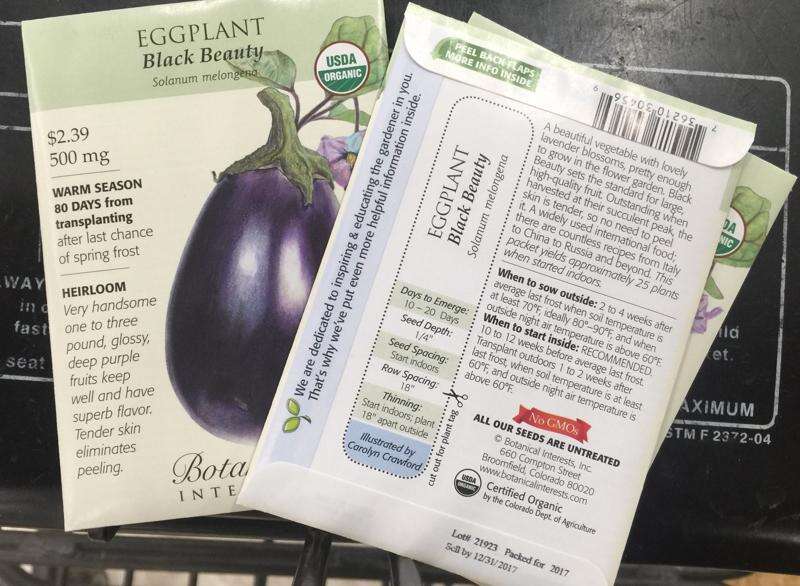 EGGPLANT
Black Beauty
Solanum melongena
USDA
ORGANIC
$2.39
500 mg
WARM SEASON
80 DAYS from
transplanting
after last chance
of spring frost
HEIRLOOM
Very handsome
one to three
pound, glossy,
deep purple
fruits keep
well and have
superb flavor.
Tender skin
eliminates
peeling.
Bota
INTE
PEEL BACK FLAPS
MORE INFO INSIDE
7 36210 30456 9
We are dedicated to inspiring & educating the gardener in you.
That's why we've put even more helpful information inside.
EGGPLANT
Black Beauty
Solanum melongena
Days to Emerge:
10 – 20 Days
Seed Depth:
1/4"
Seed Spacing:
Start indoors
Row Spacing:
18"
Thinning:
Start indoors, plant
18" apart outside
Illustrated by
Carolyn Crawford
cut out for plant tag
A beautiful vegetable with lovely
lavender blossoms, pretty enough
to grow in the flower garden. Black
Beauty sets the standard for large,
high-quality fruit. Outstanding when
harvested at their succulent peak, the
skin is tender, so no need to peel
it. A widely used international food;
there are countless recipes from Italy
to China to Russia and beyond. This
packet yields approximately 25 plants
when started indoors.
When to sow outside: 2 to 4 weeks after
average last frost when soil temperature is
at least 70°F, ideally 80°–90°F, and when
outside night air temperature is above 60°F.
When to start inside: RECOMMENDED.
10 to 12 weeks before average last frost.
Transplant outdoors 1 to 2 weeks after
last frost, when soil temperature is at least
60°F, and outside night air temperature is
above 60°F.
No GMOs
ALL OUR SEEDS ARE UNTREATED
© Botanical Interests, Inc.
660 Compton Street
Broomfield, Colorado 80020
www.botanicalinterests.com
USDA
ORGANIC
Certified Organic
by the Colorado Dept. of Agriculture
Lot# 21923 Packed for 2017
Sell by 12/31/2017
DA
NIC
WAY
in
fast
seat
ild
et.
AXIMUM
STM F 2372-04